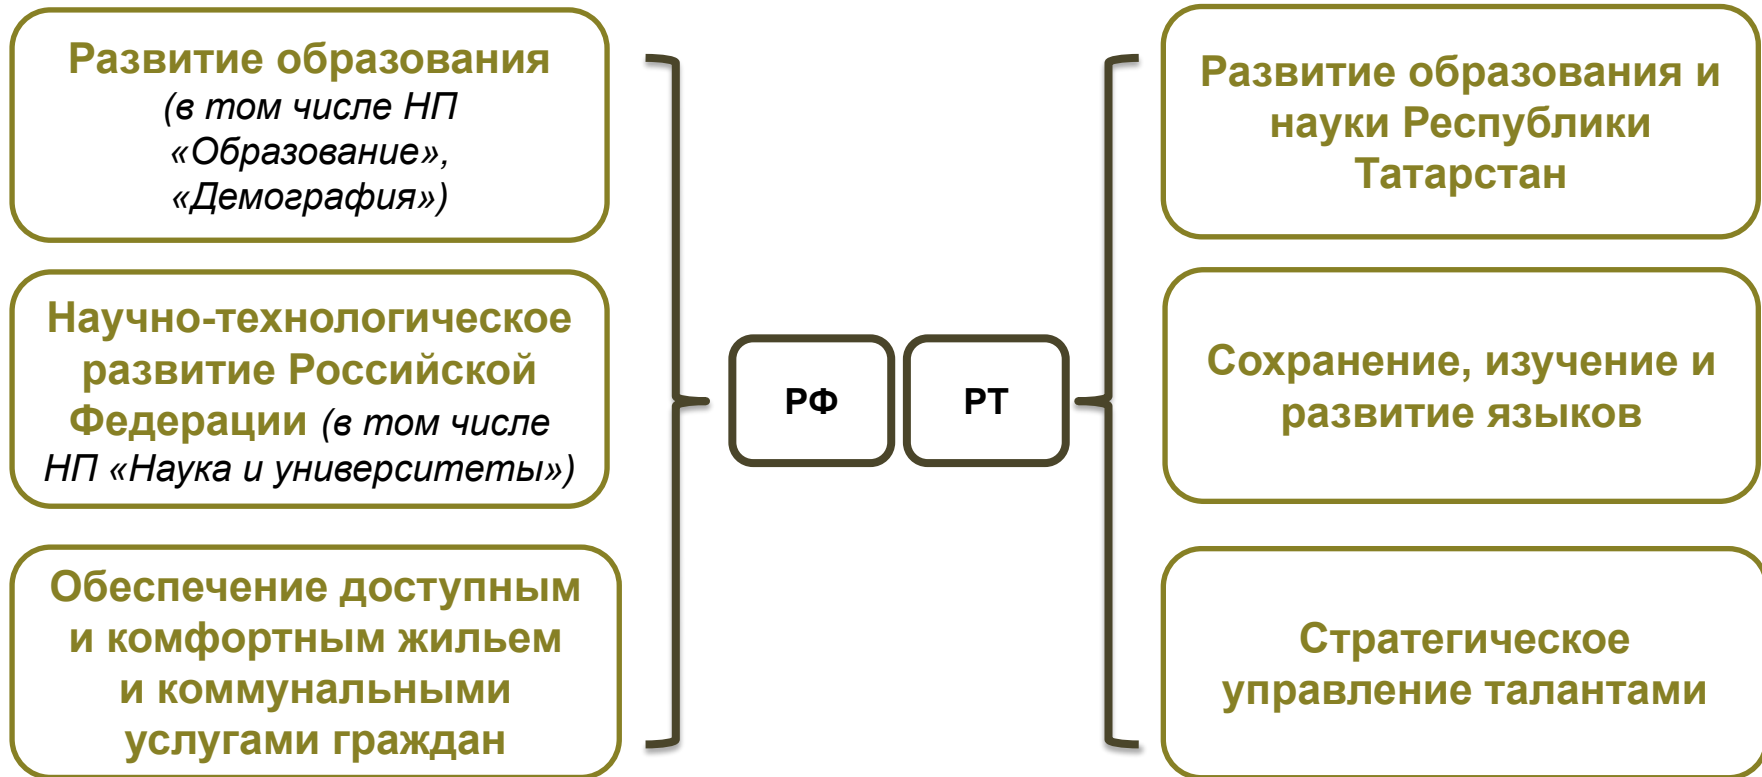 Развитие образования
(в том числе НП
«Образование»,
«Демография»)
Научно-технологическое
развитие Российской
Федерации (в том числе
НП «Наука и университеты»)
Обеспечение доступным
и комфортным жильем
и коммунальными
услугами граждан
РФ
РТ
Развитие образования и
науки Республики
Татарстан
Сохранение, изучение и
развитие языков
Стратегическое
управление талантами